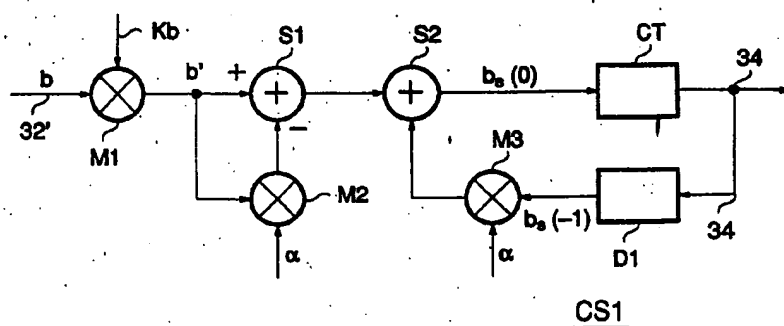 Kb
S1
S2
CT
34
b
b'
+
+
+
bs (0)
32'
M1
−
M3
M2
bs (−1)
34
α
α
D1
CS1